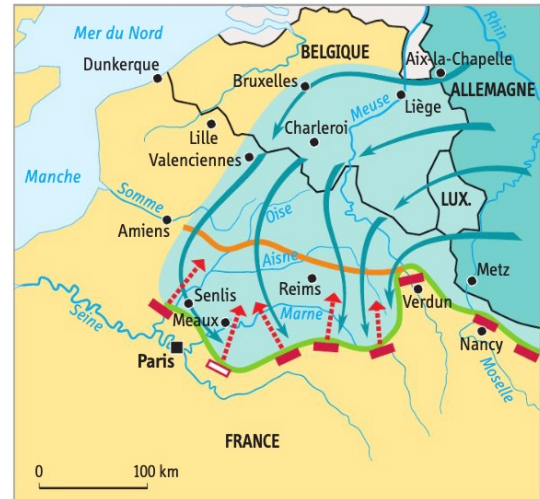 Mer du Nord
BELGIQUE
Rhin
Dunkerque
Bruxelles
Aix-la-Chapelle
ALLEMAGNE
Meuse
Liège
Lille
Charleroi
Valenciennes
Manche
Somme
Oise
LUX.
Amiens
Aisne
Metz
Senlis
Reims
Verdun
Marne
Seine
Meaux
Nancy
Paris
Moselle
FRANCE
0 100 km